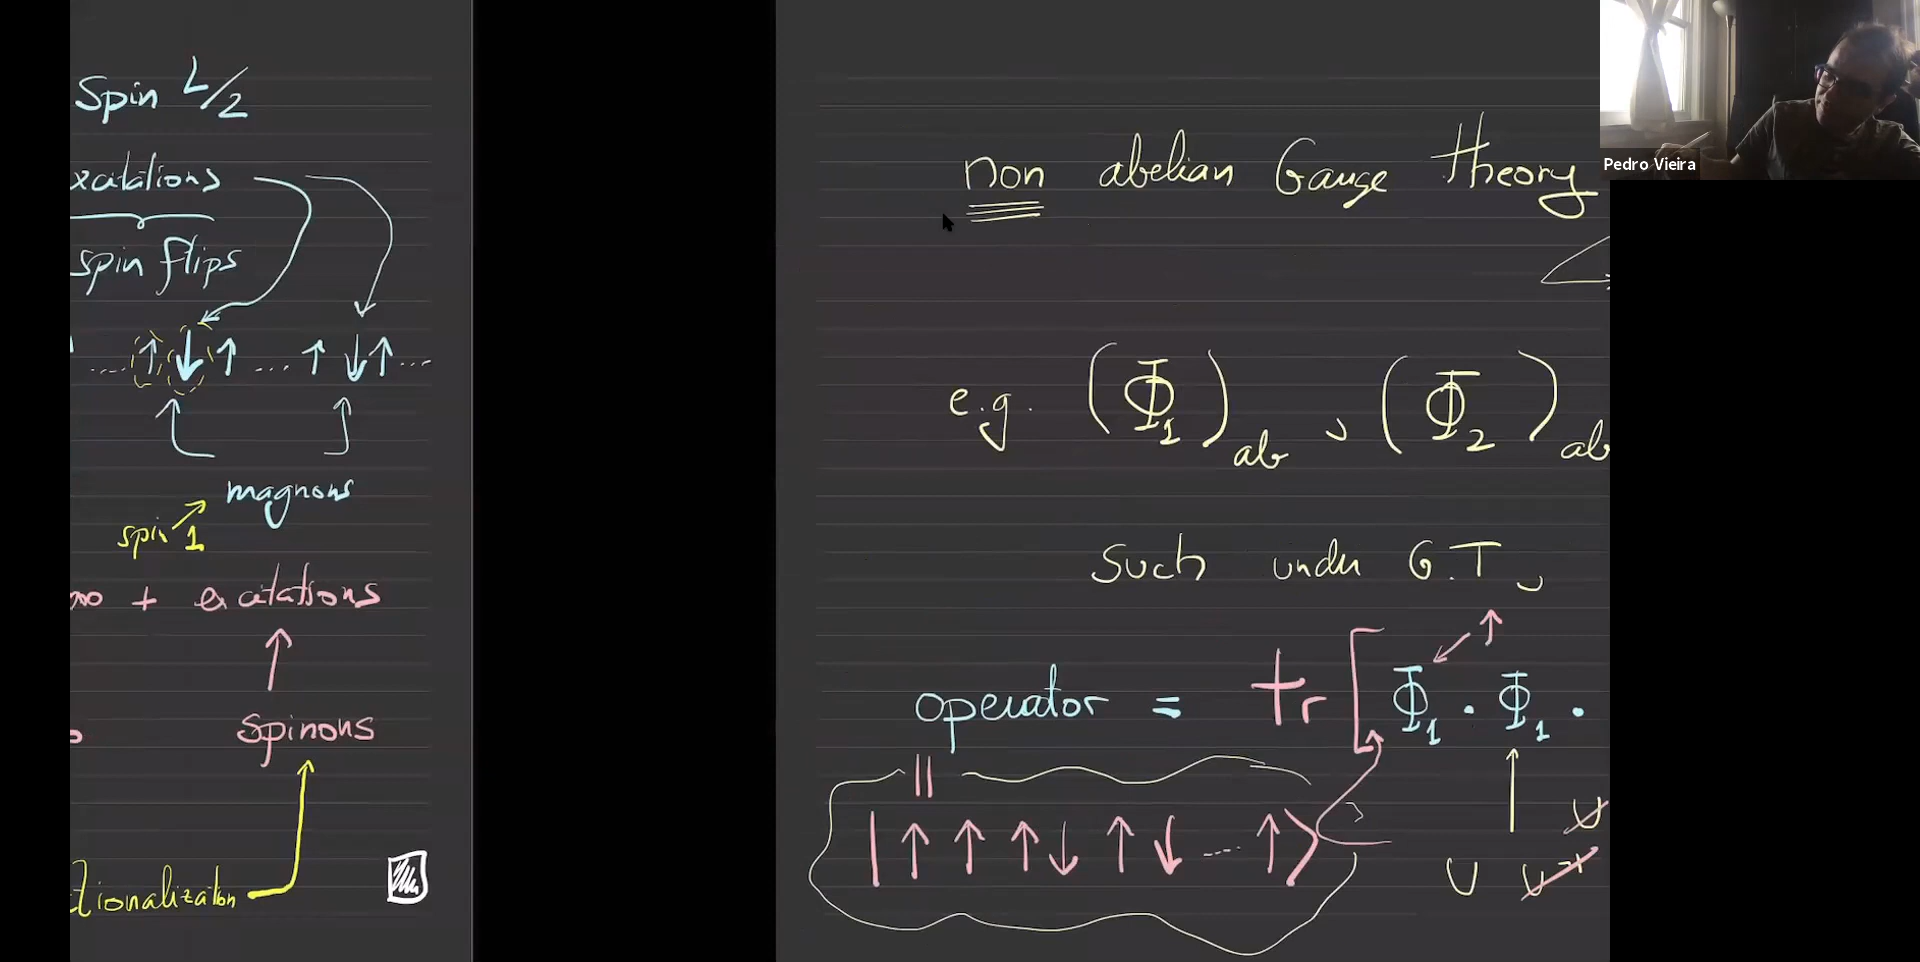 Spin L/2
xcitations
spin flips
..... ↑ ↓ ↑ .... ↑ ↓ ↑ ....
magnons
spin 1
+ excitations
Spinons
tionalization
non abelian Gauge Theory
e.g. (Φ₁)ab , (Φ₂)ab
Such under G.T,
operator = tr [ Φ₁ · Φ₁ ·
||
| ↑ ↑ ↑ ↓ ↑ ↓ .... ↑ ⟩
U
U U⁺
Pedro Vieira